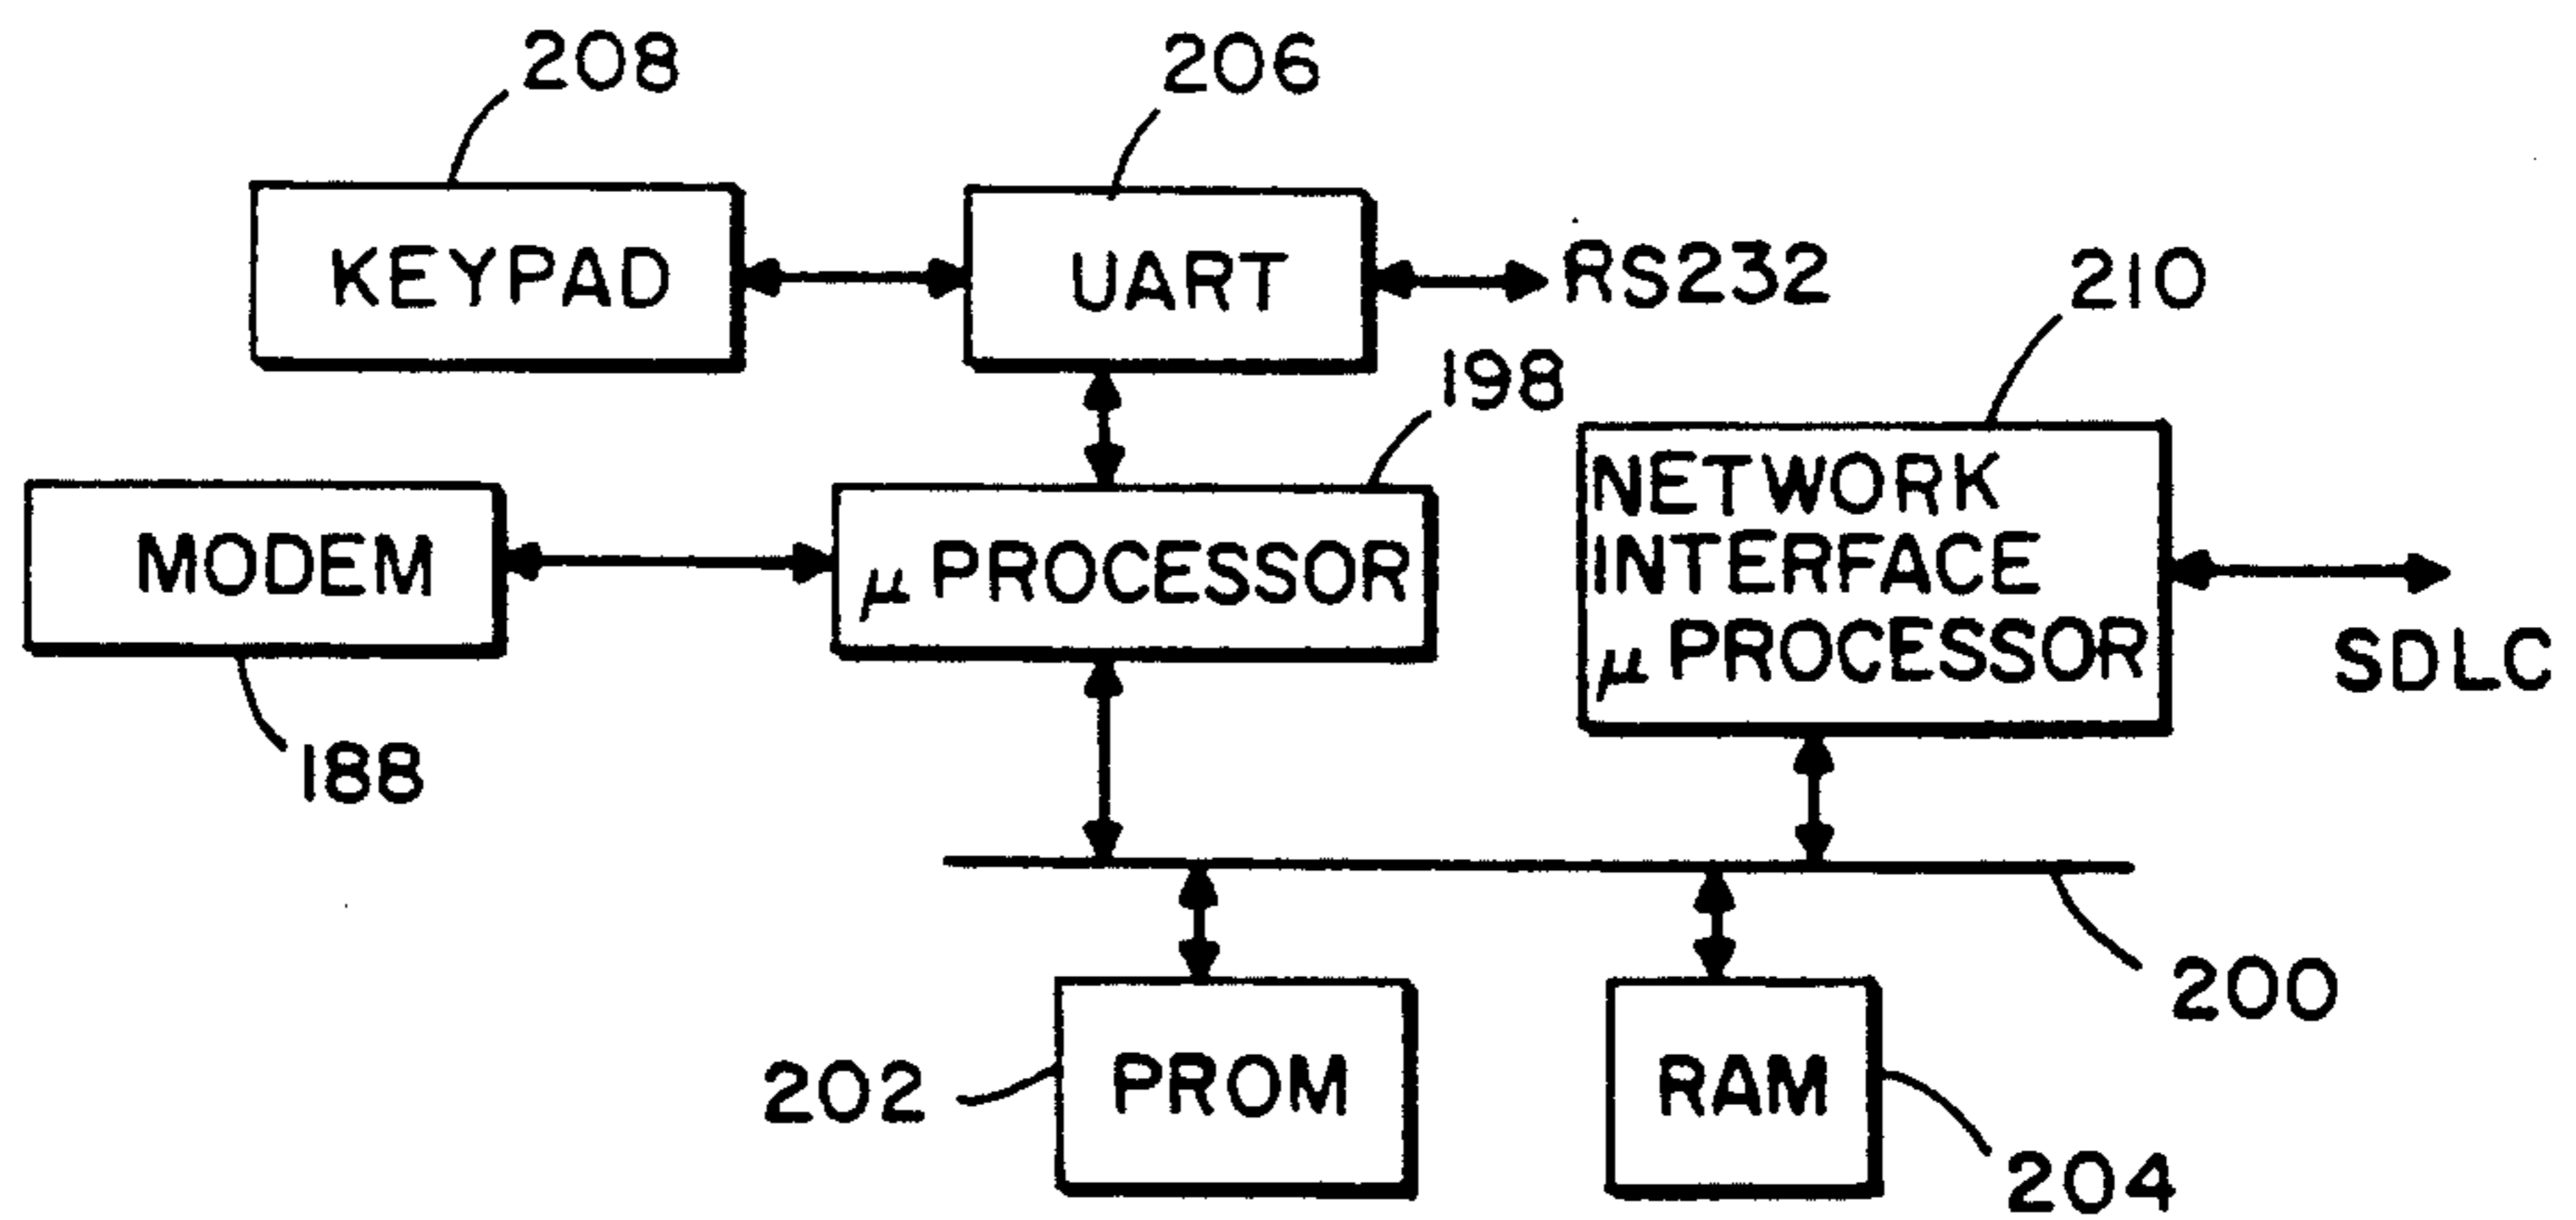 208
206
KEYPAD
UART
RS232
210
198
MODEM
µ PROCESSOR
NETWORK
INTERFACE
µ PROCESSOR
SDLC
188
200
202
PROM
RAM
204